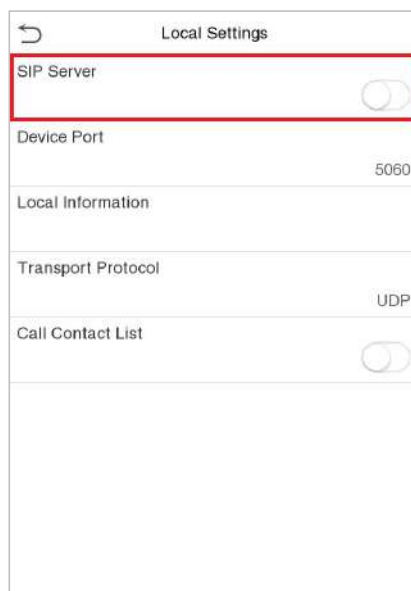 Local Settings
SIP Server
Device Port
5060
Local Information
Transport Protocol
UDP
Call Contact List